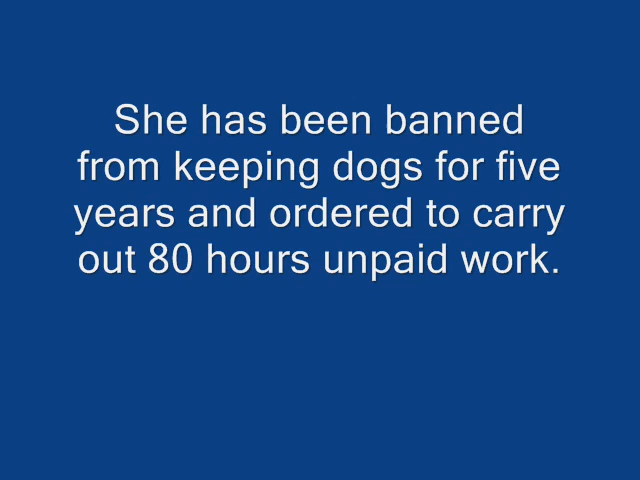 She has been banned
from keeping dogs for five
years and ordered to carry
out 80 hours unpaid work.